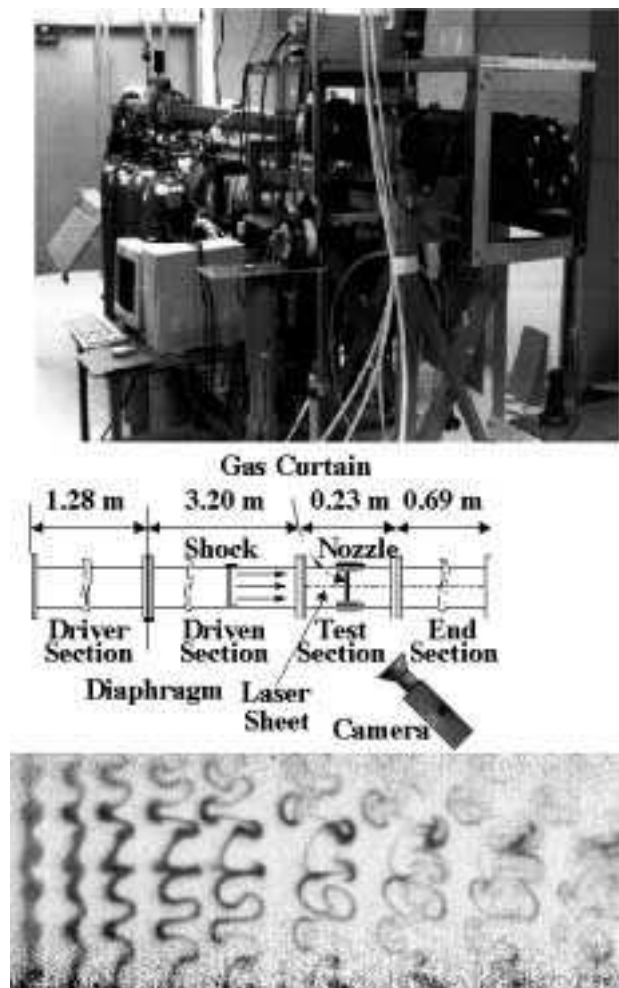 Gas Curtain
1.28 m 3.20 m 0.23 m 0.69 m
Shock Nozzle
Driver Driven Test End
Section Section Section Section
Diaphragm Laser
Sheet
Camera